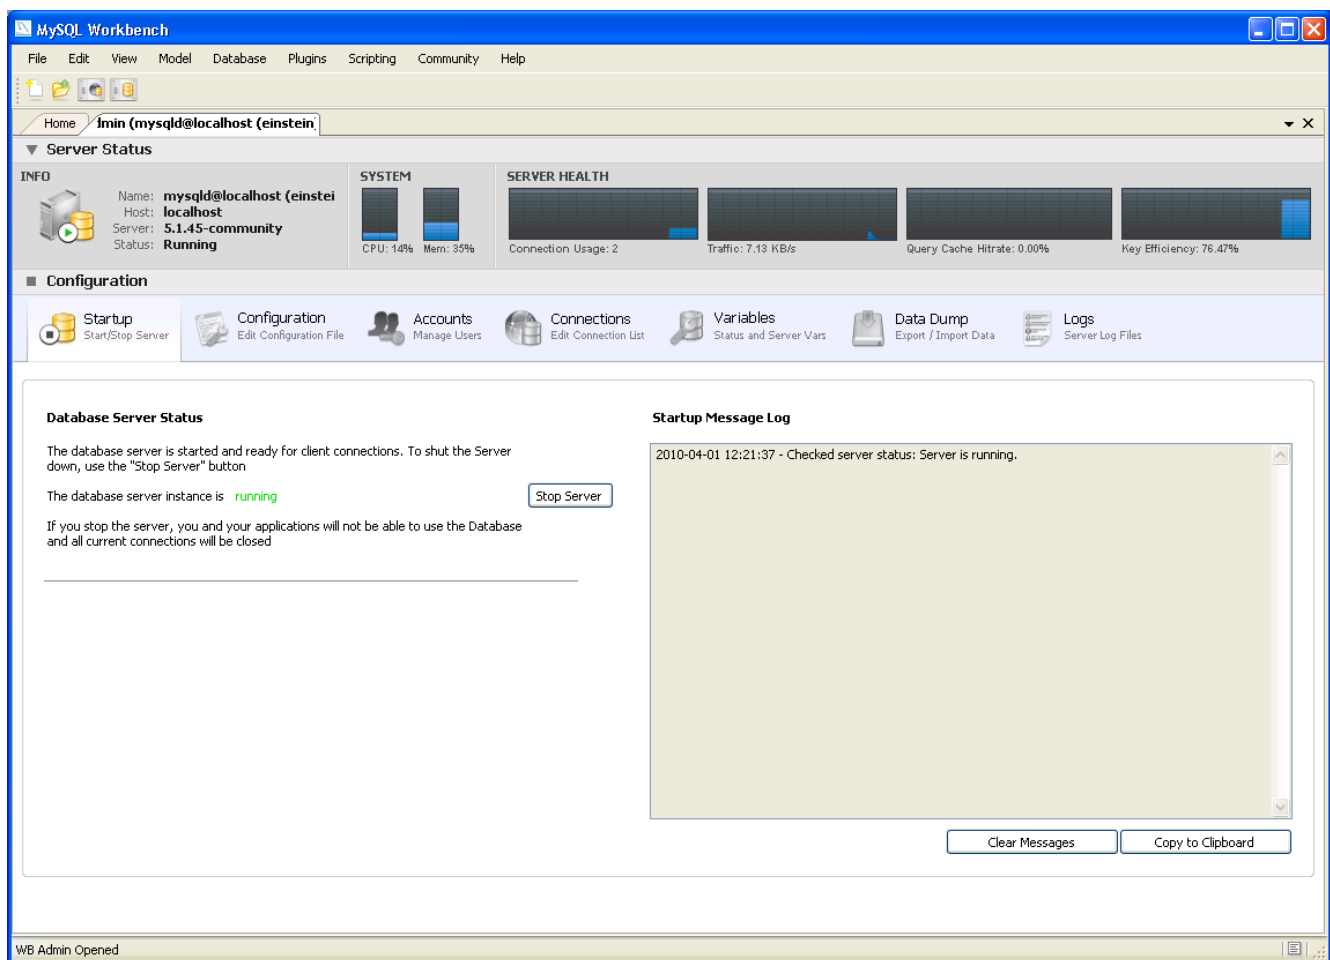 MySQL Workbench
File Edit View Model Database Plugins Scripting Community Help
Home dmin (mysqld@localhost (einstein
Server Status
INFO
Name: mysqld@localhost (einstei
Host: localhost
Server: 5.1.45-community
Status: Running
SYSTEM
CPU: 14% Mem: 35%
SERVER HEALTH
Connection Usage: 2
Traffic: 7.13 KB/s
Query Cache Hitrate: 0.00%
Key Efficiency: 76.47%
Configuration
Startup
Start/Stop Server
Configuration
Edit Configuration File
Accounts
Manage Users
Connections
Edit Connection List
Variables
Status and Server Vars
Data Dump
Export / Import Data
Logs
Server Log Files
Database Server Status
The database server is started and ready for client connections. To shut the Server
down, use the "Stop Server" button
The database server instance is running
Stop Server
If you stop the server, you and your applications will not be able to use the Database
and all current connections will be closed
Startup Message Log
2010-04-01 12:21:37 - Checked server status: Server is running.
Clear Messages
Copy to Clipboard
WB Admin Opened